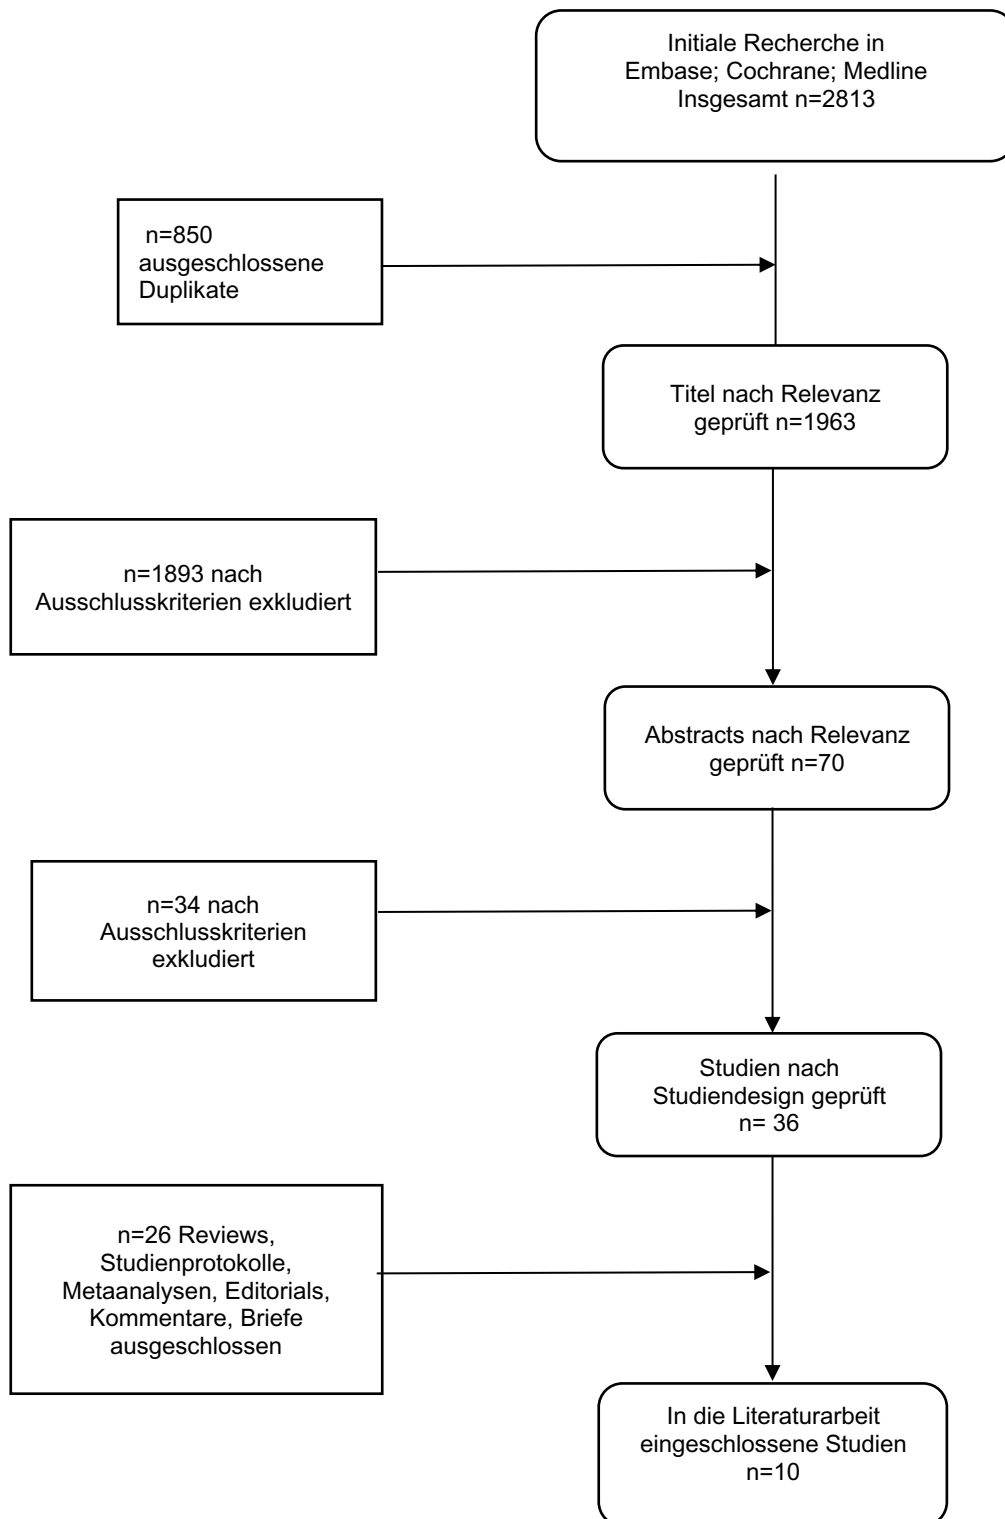 Initiale Recherche in
Embase; Cochrane; Medline
Insgesamt n=2813
n=850
ausgeschlossene
Duplikate
Titel nach Relevanz
geprüft n=1963
n=1893 nach
Ausschlusskriterien exkludiert
Abstracts nach Relevanz
geprüft n=70
n=34 nach
Ausschlusskriterien
exkludiert
Studien nach
Studiendesign geprüft
n= 36
n=26 Reviews,
Studienprotokolle,
Metaanalysen, Editorials,
Kommentare, Briefe
ausgeschlossen
In die Literaturarbeit
eingeschlossene Studien
n=10